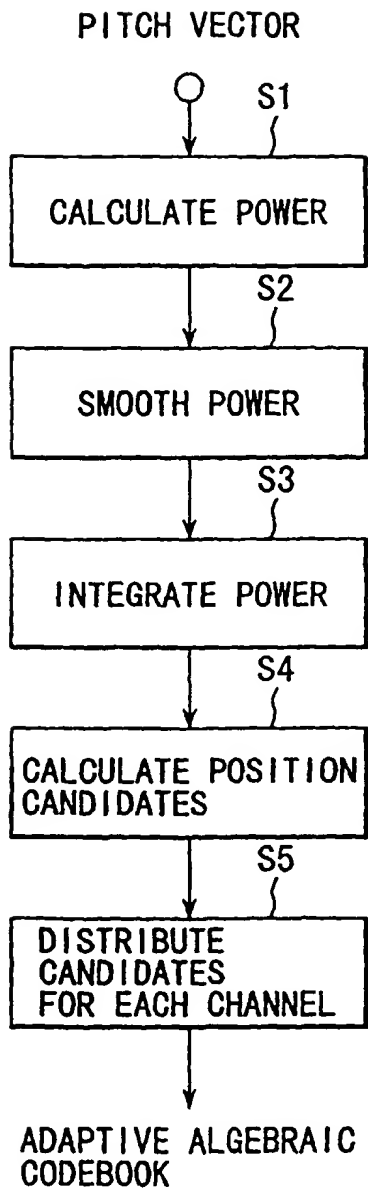 PITCH VECTOR
S1
CALCULATE POWER
S2
SMOOTH POWER
S3
INTEGRATE POWER
S4
CALCULATE POSITION
CANDIDATES
S5
DISTRIBUTE
CANDIDATES
FOR EACH CHANNEL
ADAPTIVE ALGEBRAIC
CODEBOOK